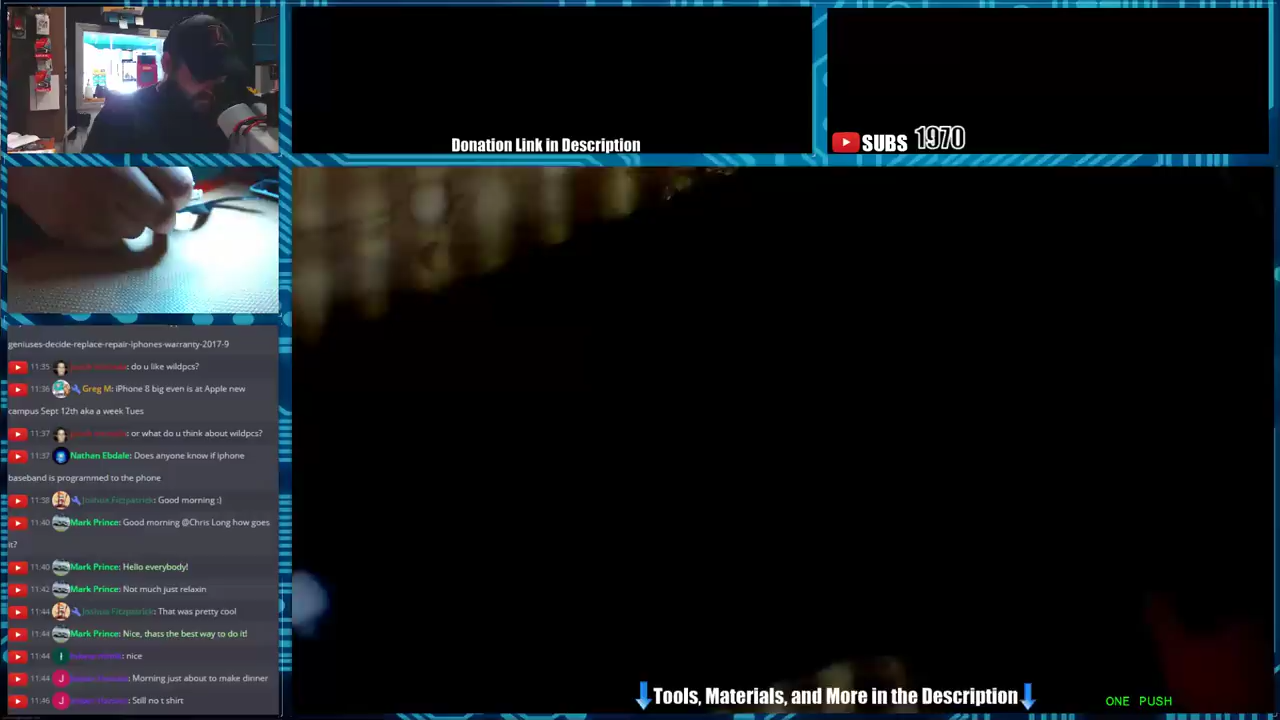 Donation Link in Description
SUBS 1970
geniuses-decide-replace-repair-iphones-warranty-2017-9
11:35 : do u like wildpcs?
11:36 Greg M: iPhone 8 big even is at Apple new
campus Sept 12th aka a week Tues
11:37 : or what do u think about wildpcs?
11:37 Nathan Ebdale: Does anyone know if iphone
baseband is programmed to the phone
11:38 Joshua Fitzpatrick: Good morning :)
11:40 Mark Prince: Good morning @Chris Long how goes
it?
11:40 Mark Prince: Hello everybody!
11:42 Mark Prince: Not much just relaxin
11:44 Joshua Fitzpatrick: That was pretty cool
11:44 Mark Prince: Nice, thats the best way to do it!
11:44 : nice
11:44 : Morning just about to make dinner
11:46 : Still no t shirt
Tools, Materials, and More in the Description
ONE PUSH